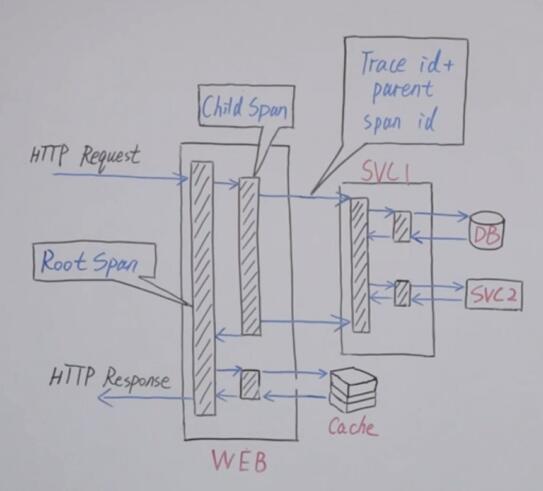 Trace id+
parent
span id
Child Span
HTTP Request
SVC1
DB
Root Span
SVC2
HTTP Response
Cache
WEB